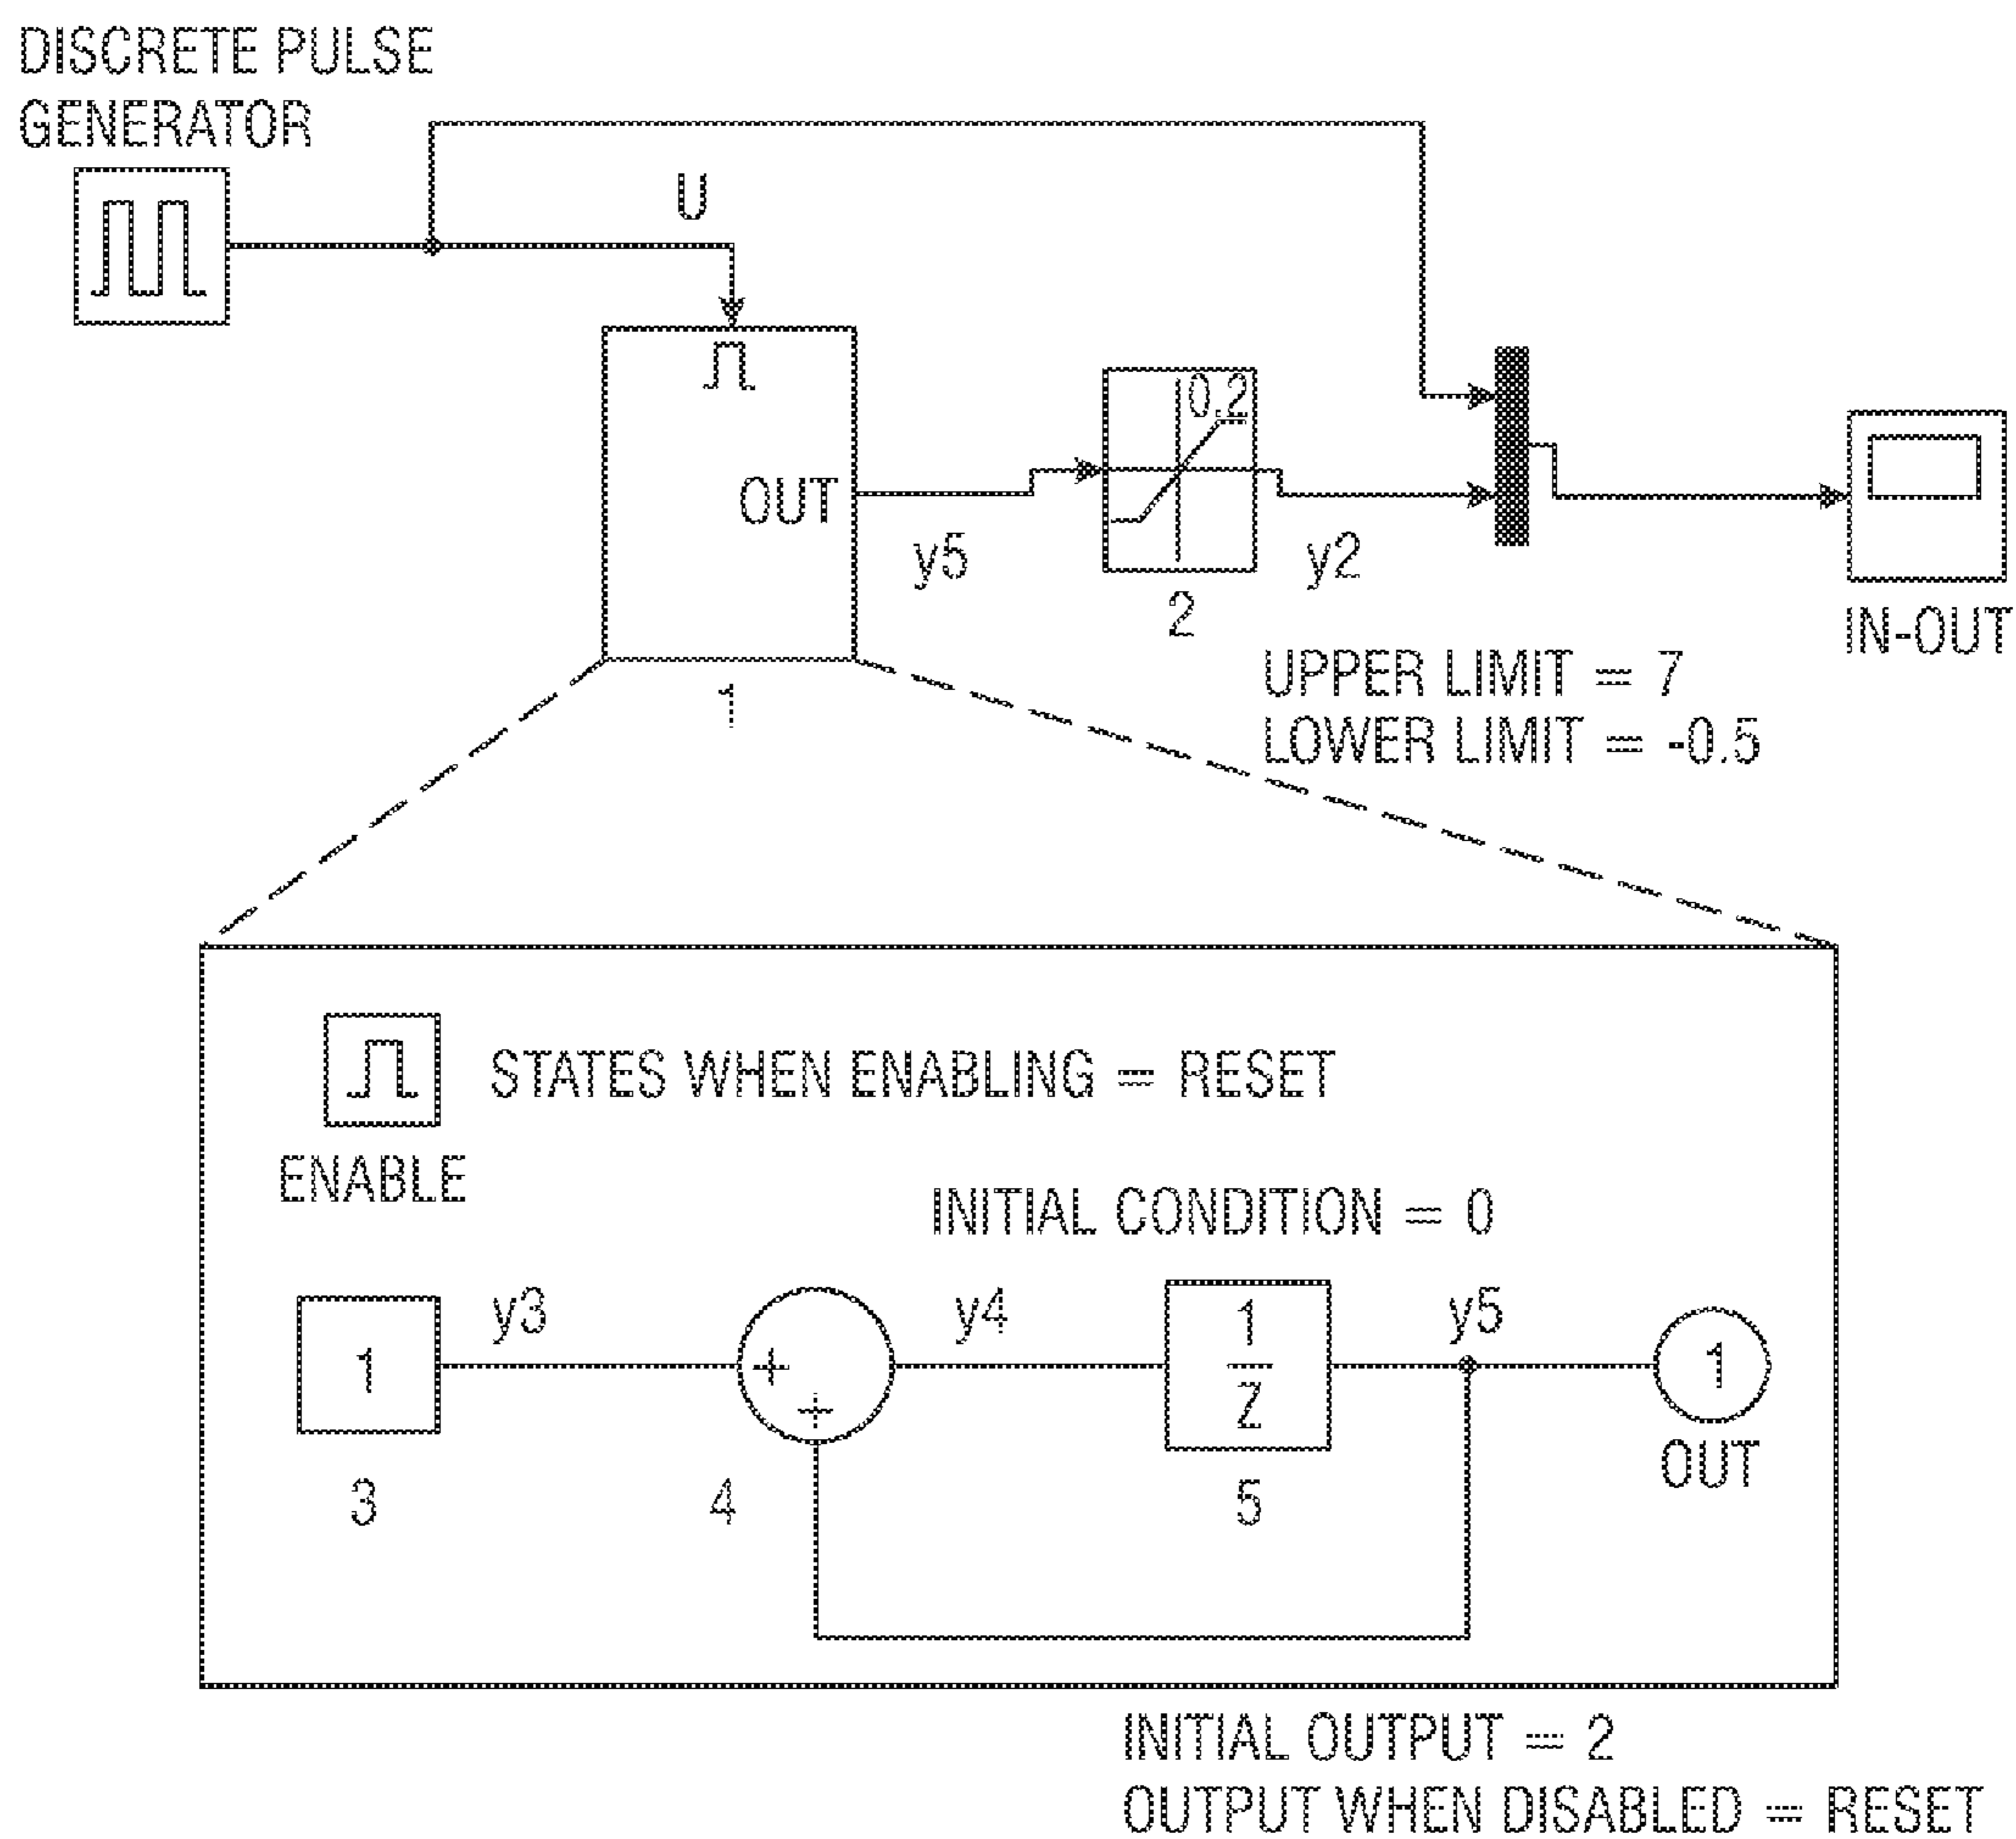 DISCRETE PULSE
GENERATOR
U
0.2
OUT
y5
y2
2
1
IN-OUT
UPPER LIMIT = 7
LOWER LIMIT = -0.5
STATES WHEN ENABLING = RESET
ENABLE
INITIAL CONDITION = 0
1
y3
+
+
y4
1
Z
y5
1
OUT
3
4
5
INITIAL OUTPUT = 2
OUTPUT WHEN DISABLED = RESET